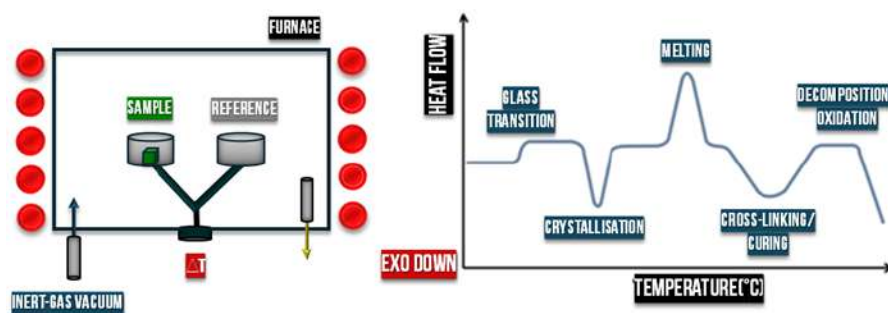 FURNACE
SAMPLE
REFERENCE
△T
INERT-GAS VACUUM
HEAT FLOW
GLASS
TRANSITION
CRYSTALLISATION
MELTING
CROSS-LINKING/
CURING
DECOMPOSITION
OXIDATION
EXO DOWN
TEMPERATURE(°C)